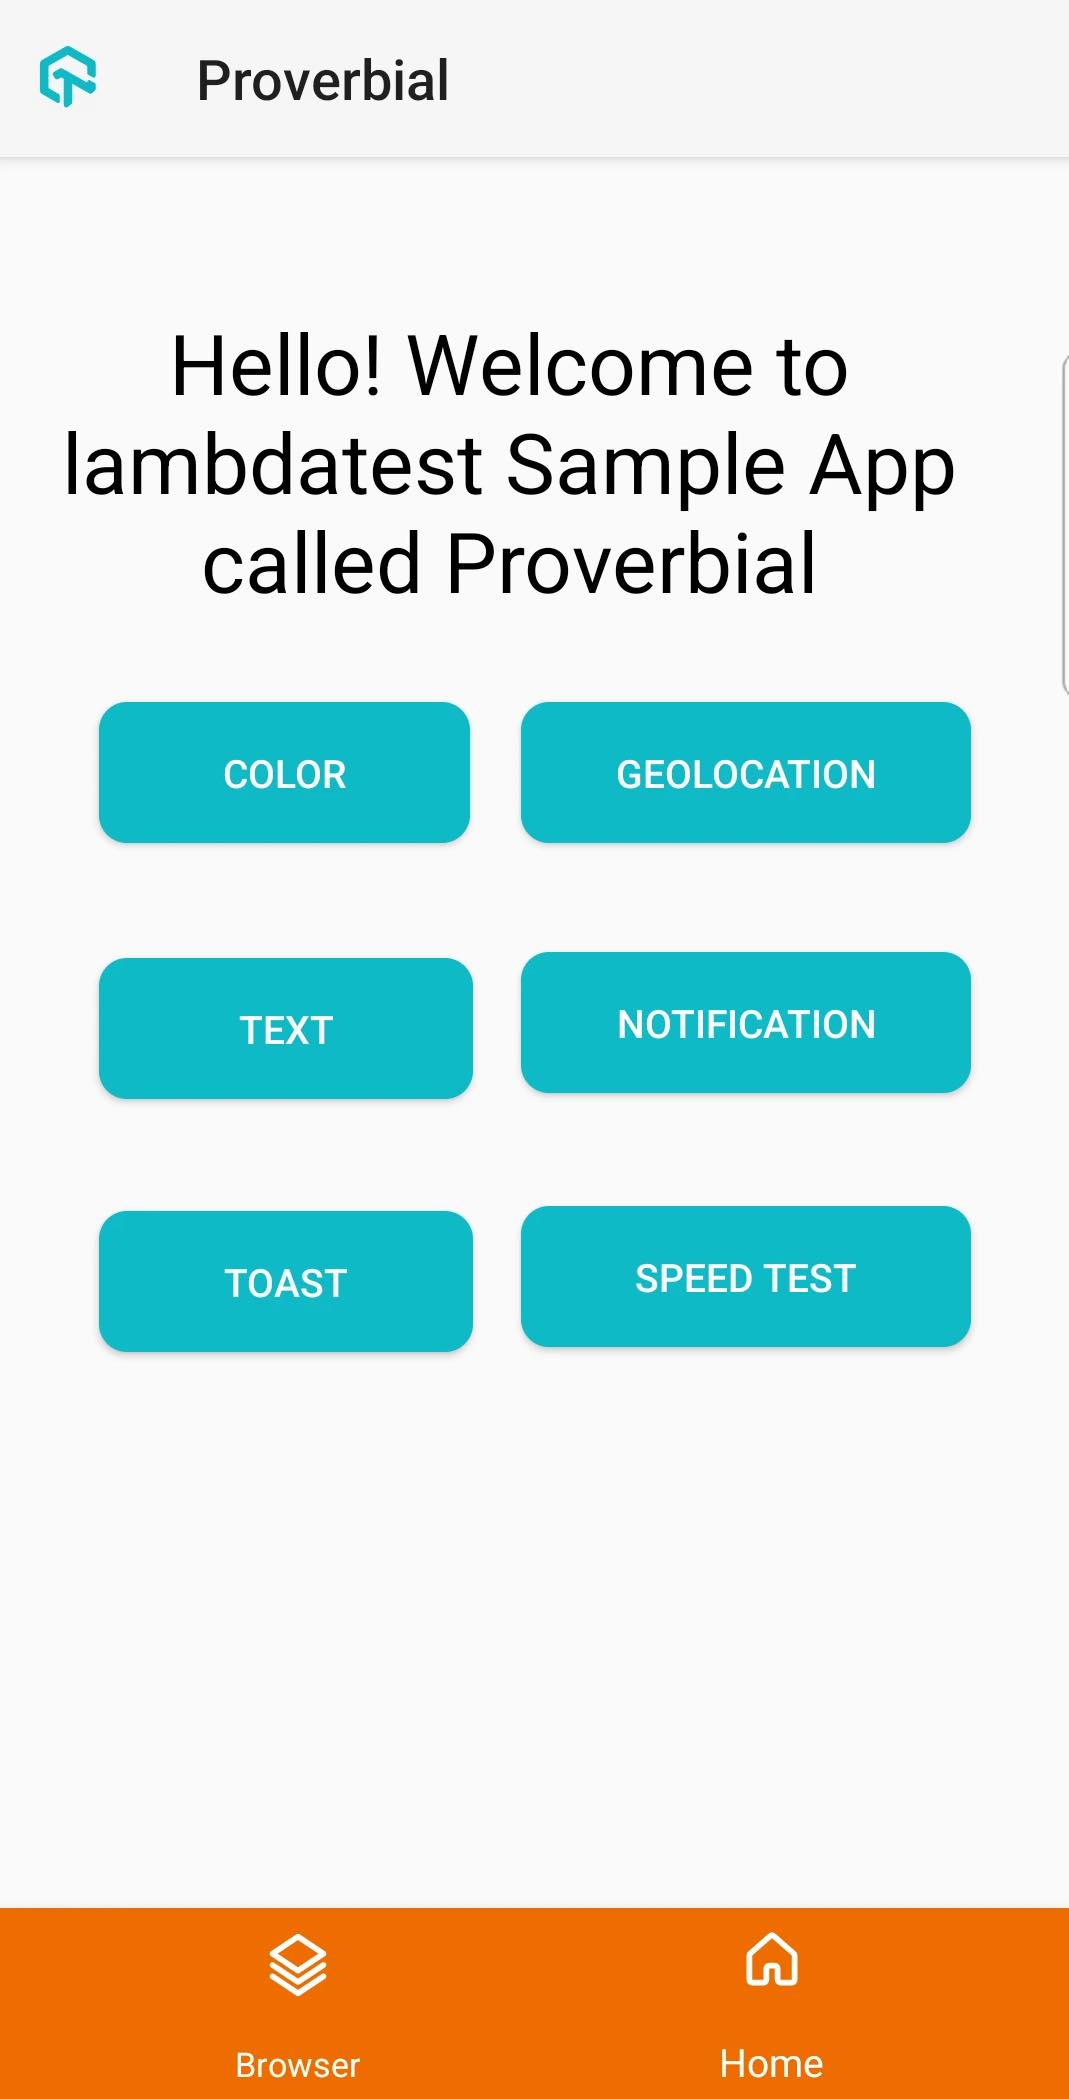 Proverbial
Hello! Welcome to
lambdatest Sample App
called Proverbial
COLOR
GEOLOCATION
TEXT
NOTIFICATION
TOAST
SPEED TEST
Browser
Home